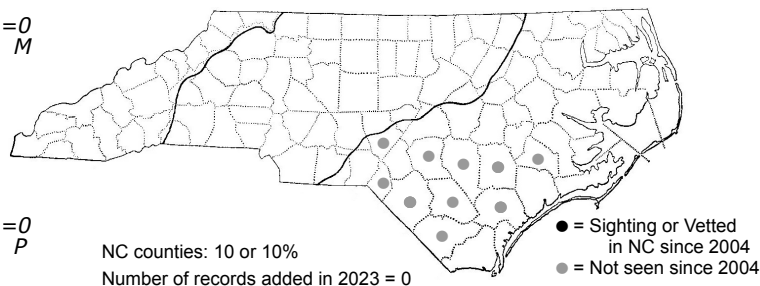 =0
M
=0
P
NC counties: 10 or 10%
Number of records added in 2023 = 0
● = Sighting or Vetted
in NC since 2004
● = Not seen since 2004